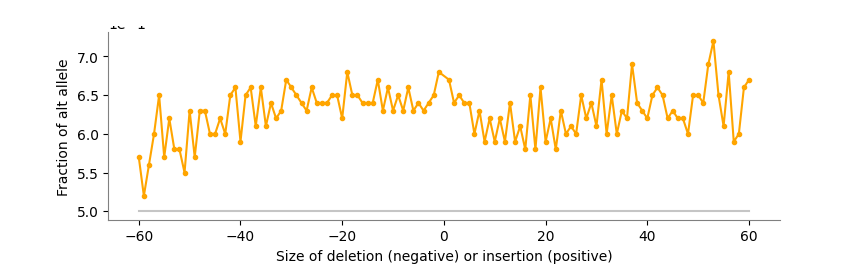 7.0
6.5
6.0
5.5
5.0
Fraction of alt allele
−60 −40 −20 0 20 40 60
Size of deletion (negative) or insertion (positive)